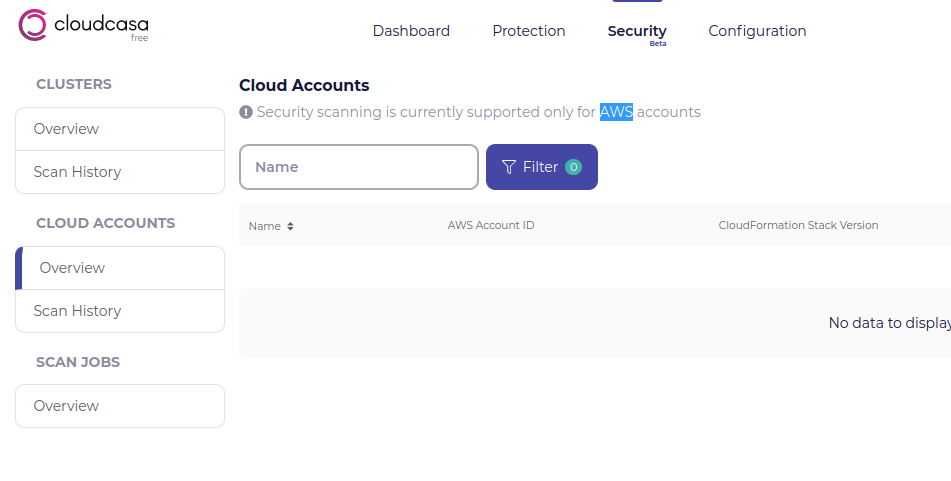 cloudcasa
free
Dashboard
Protection
Security
Beta
Configuration
CLUSTERS
Overview
Scan History
CLOUD ACCOUNTS
Overview
Scan History
SCAN JOBS
Overview
Cloud Accounts
Security scanning is currently supported only for AWS accounts
Name
Filter 0
Name
AWS Account ID
CloudFormation Stack Version
No data to display